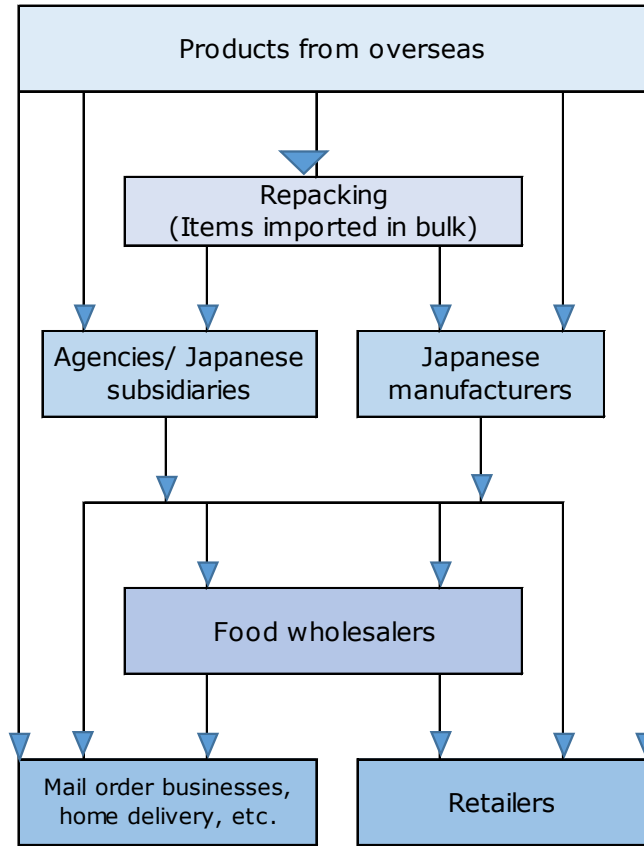 Products from overseas
Repacking
(Items imported in bulk)
Agencies/ Japanese
subsidiaries
Japanese
manufacturers
Food wholesalers
Mail order businesses,
home delivery, etc.
Retailers